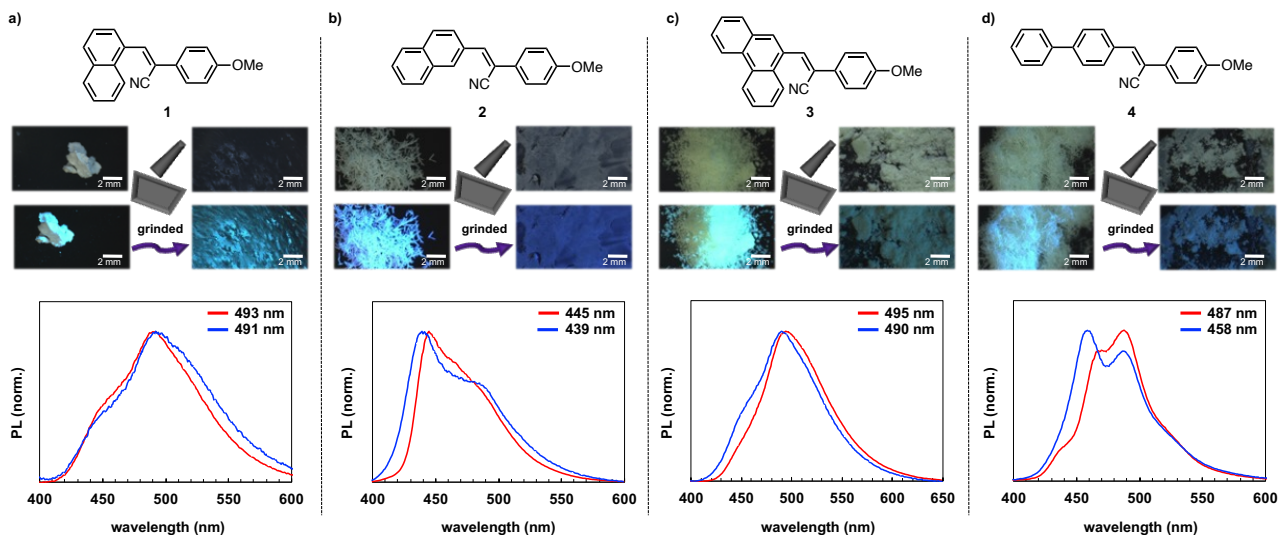 a)
OMe
NC
1
2 mm
2 mm
grinded
2 mm
2 mm
493 nm
491 nm
PL (norm.)
400 450 500 550 600
wavelength (nm)
b)
OMe
NC
2
2 mm
2 mm
grinded
2 mm
2 mm
445 nm
439 nm
PL (norm.)
400 450 500 550 600
wavelength (nm)
c)
OMe
NC
3
2 mm
2 mm
grinded
2 mm
2 mm
495 nm
490 nm
PL (norm.)
400 450 500 550 600 650
wavelength (nm)
d)
OMe
NC
4
2 mm
2 mm
grinded
2 mm
2 mm
487 nm
458 nm
PL (norm.)
400 450 500 550 600
wavelength (nm)